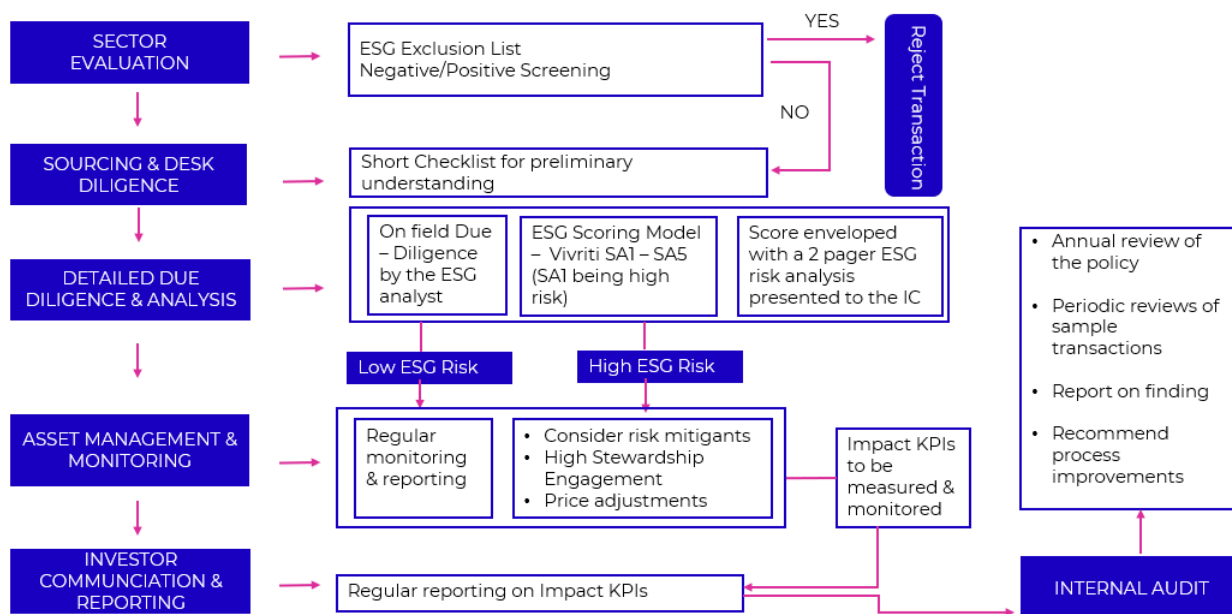 SECTOR
EVALUATION
ESG Exclusion List
Negative/Positive Screening
YES
NO
Reject Transaction
SOURCING & DESK
DILIGENCE
Short Checklist for preliminary
understanding
DETAILED DUE
DILIGENCE & ANALYSIS
On field Due
– Diligence
by the ESG
analyst
ESG Scoring Model
– Vivriti SA1 – SA5
(SA1 being high
risk)
Score enveloped
with a 2 pager ESG
risk analysis
presented to the IC
Low ESG Risk
High ESG Risk
ASSET MANAGEMENT &
MONITORING
Regular
monitoring
& reporting
• Consider risk mitigants
• High Stewardship
Engagement
• Price adjustments
Impact KPIs
to be
measured &
monitored
INVESTOR
COMMUNCIATION &
REPORTING
Regular reporting on Impact KPIs
• Annual review of
the policy
• Periodic reviews of
sample
transactions
• Report on finding
• Recommend
process
improvements
INTERNAL AUDIT